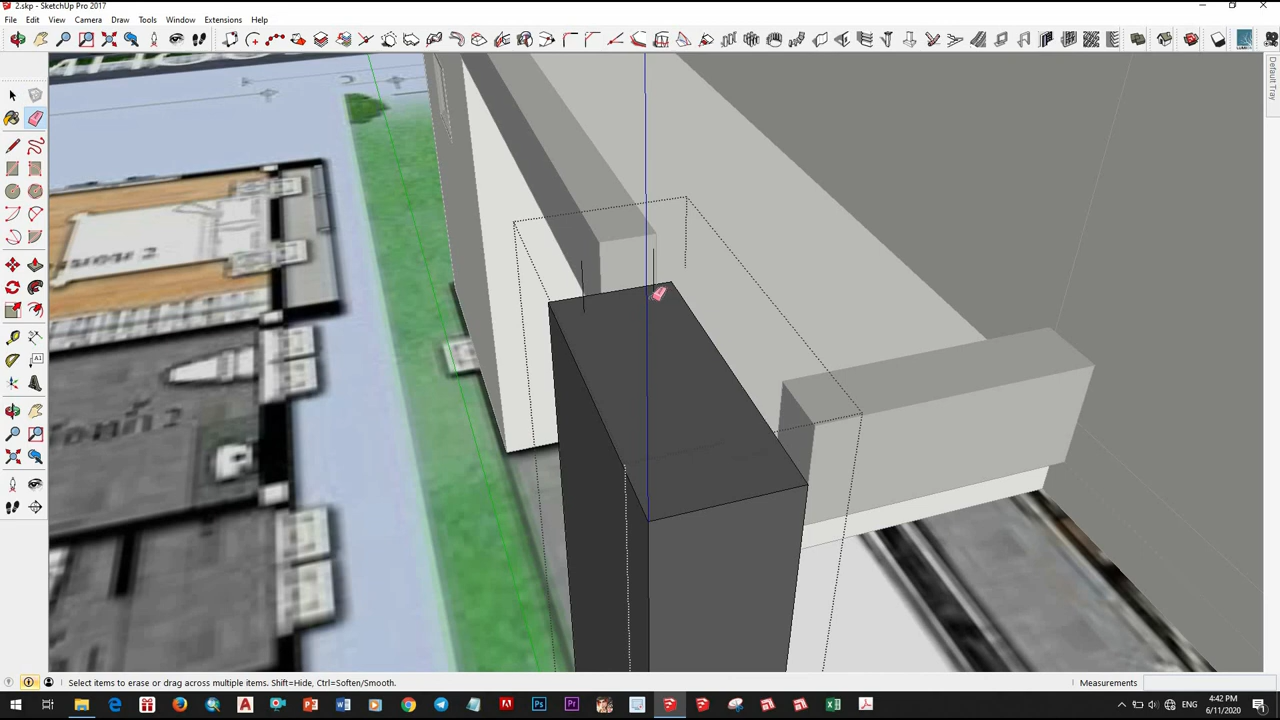 2.skp - SketchUp Pro 2017
File Edit View Camera Draw Tools Window Extensions Help
Default Tray
A1
Select items to erase or drag across multiple items. Shift=Hide, Ctrl=Soften/Smooth.
Measurements
ENG
4:42 PM
6/11/2020